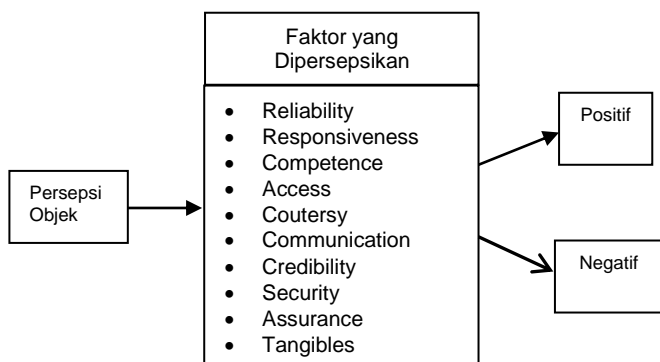 Faktor yang
Dipersepsikan
Persepsi
Objek
• Reliability
• Responsiveness
• Competence
• Access
• Coutersy
• Communication
• Credibility
• Security
• Assurance
• Tangibles
Positif
Negatif